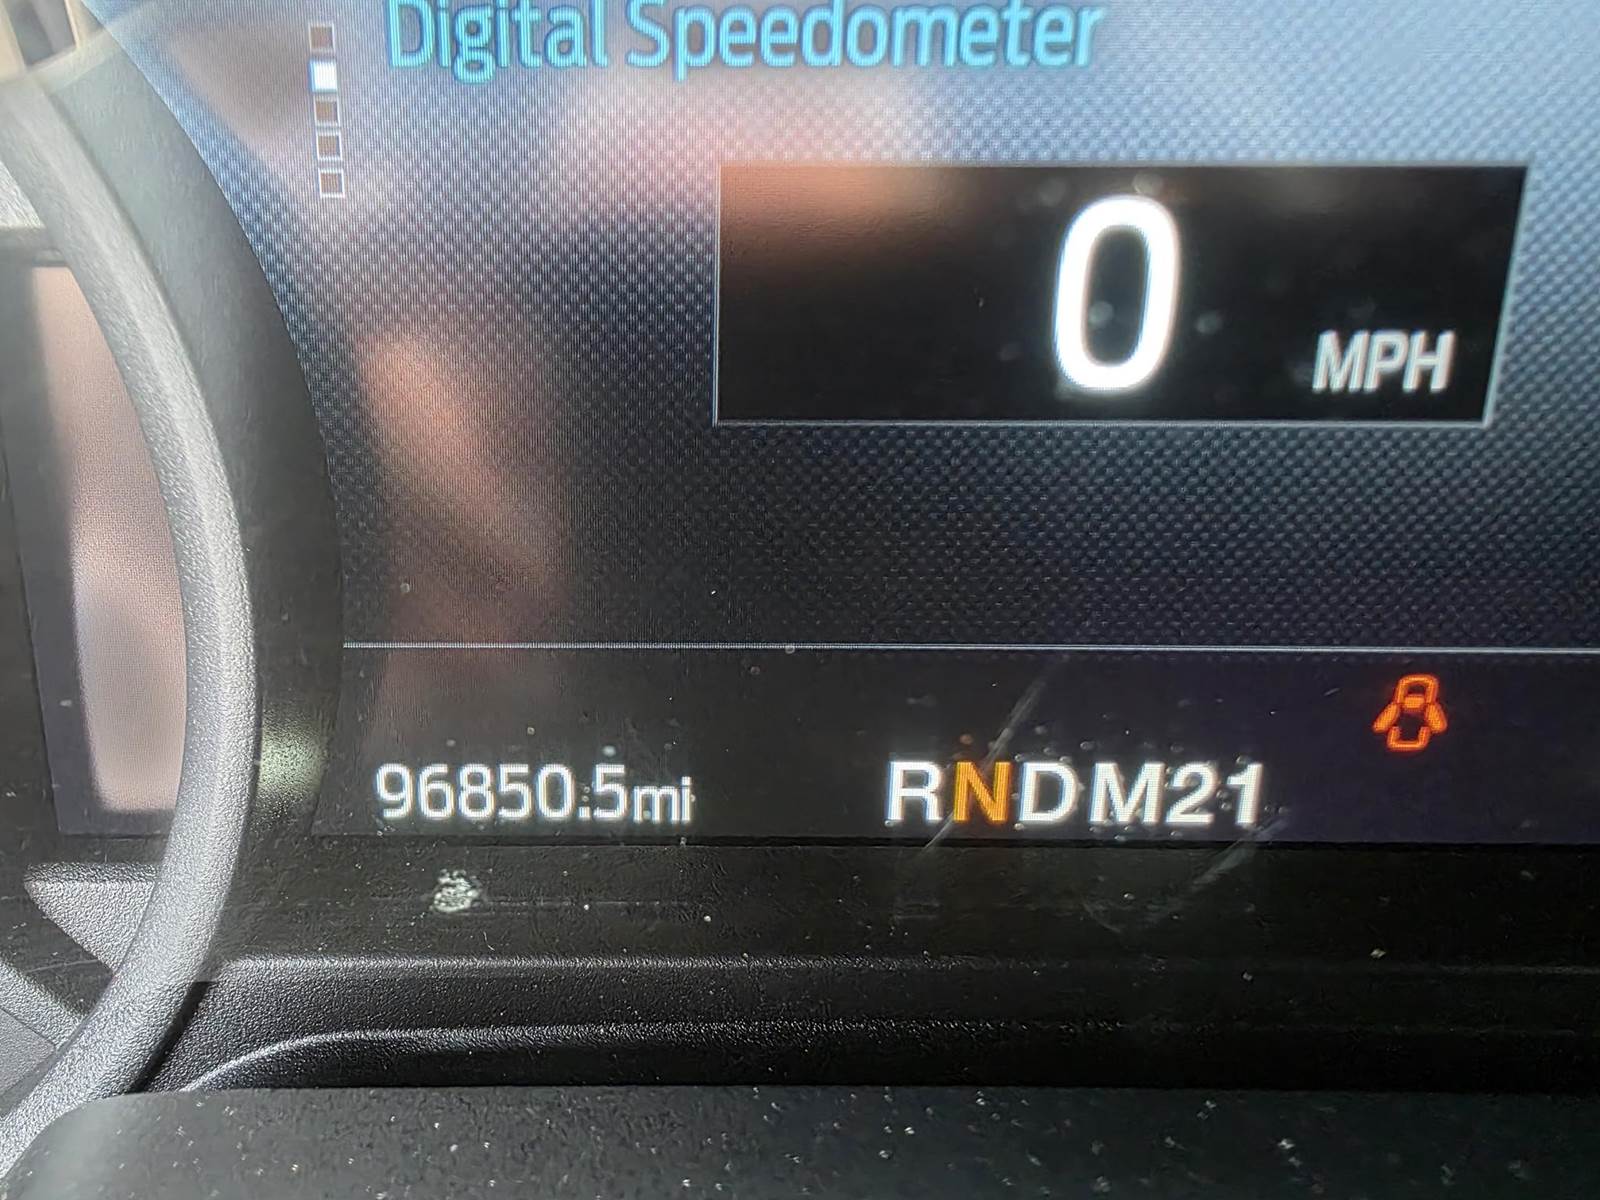 Digital Speedometer
0 MPH
96850.5mi
RNDM21